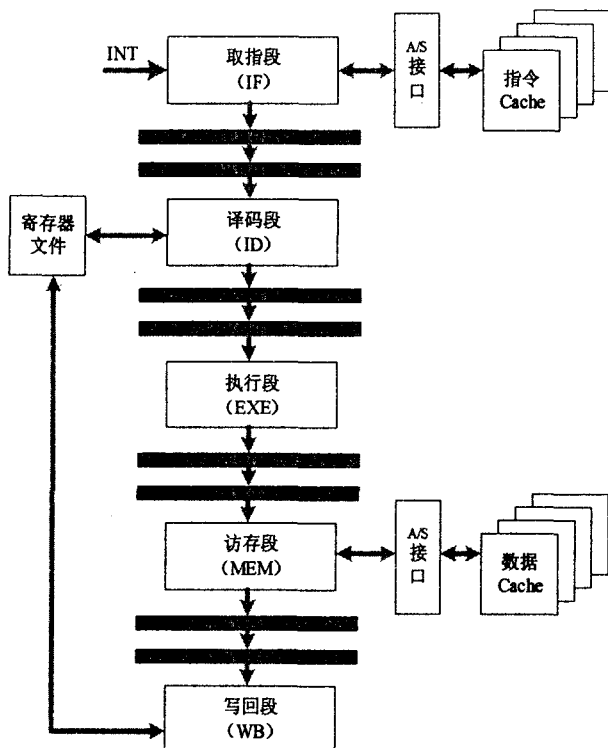 INT
取指段
(IF)
A/S
接
口
指令
Cache
寄存器
文件
译码段
(ID)
执行段
(EXE)
访存段
(MEM)
A/S
接
口
数据
Cache
写回段
(WB)